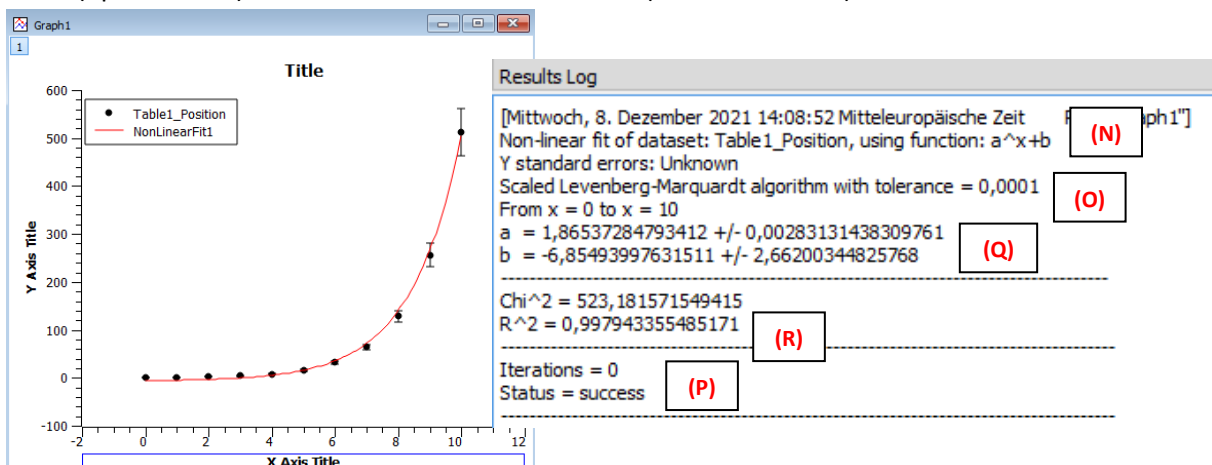 Graph1
1
Title
600
500
400
300
200
100
0
-100
Y Axis Title
Table1_Position
NonLinearFit1
-2 0 2 4 6 8 10 12
X Axis Title
Results Log
[Mittwoch, 8. Dezember 2021 14:08:52 Mitteleuropäische Zeit aph1"]
(N)
Non-linear fit of dataset: Table1_Position, using function: a^x+b
Y standard errors: Unknown
Scaled Levenberg-Marquardt algorithm with tolerance = 0,0001
(O)
From x = 0 to x = 10
a = 1,86537284793412 +/- 0,00283131438309761
b = -6,85493997631511 +/- 2,66200344825768
(Q)
Chi^2 = 523,181571549415
R^2 = 0,997943355485171
(R)
Iterations = 0
Status = success
(P)